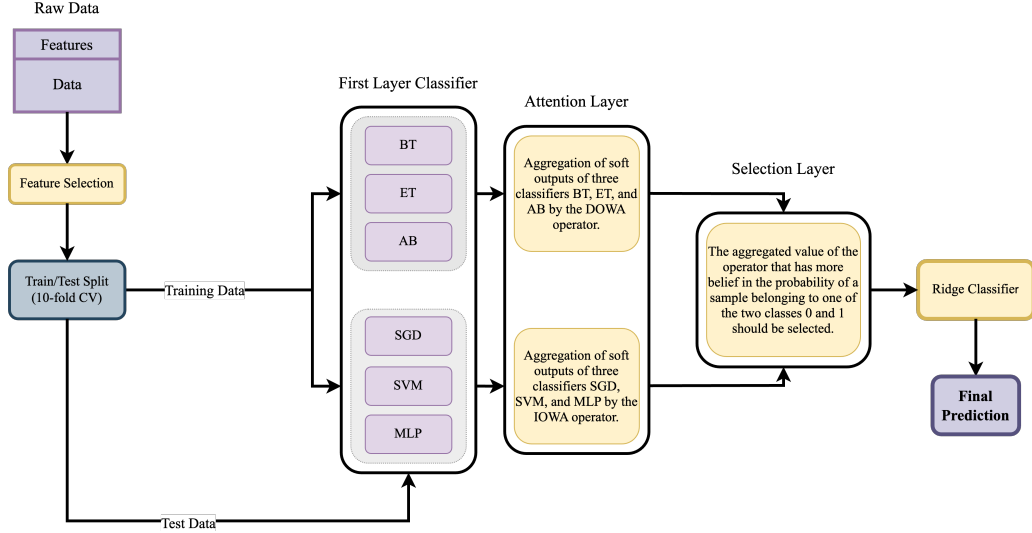 Raw Data
Features
Data
Feature Selection
Train/Test Split
(10-fold CV)
Training Data
Test Data
First Layer Classifier
BT
ET
AB
SGD
SVM
MLP
Attention Layer
Aggregation of soft
outputs of three
classifiers BT, ET, and
AB by the DOWA
operator.
Aggregation of soft
outputs of three
classifiers SGD,
SVM, and MLP by the
IOWA operator.
Selection Layer
The aggregated value of the
operator that has more
belief in the probability of a
sample belonging to one of
the two classes 0 and 1
should be selected.
Ridge Classifier
Final
Prediction